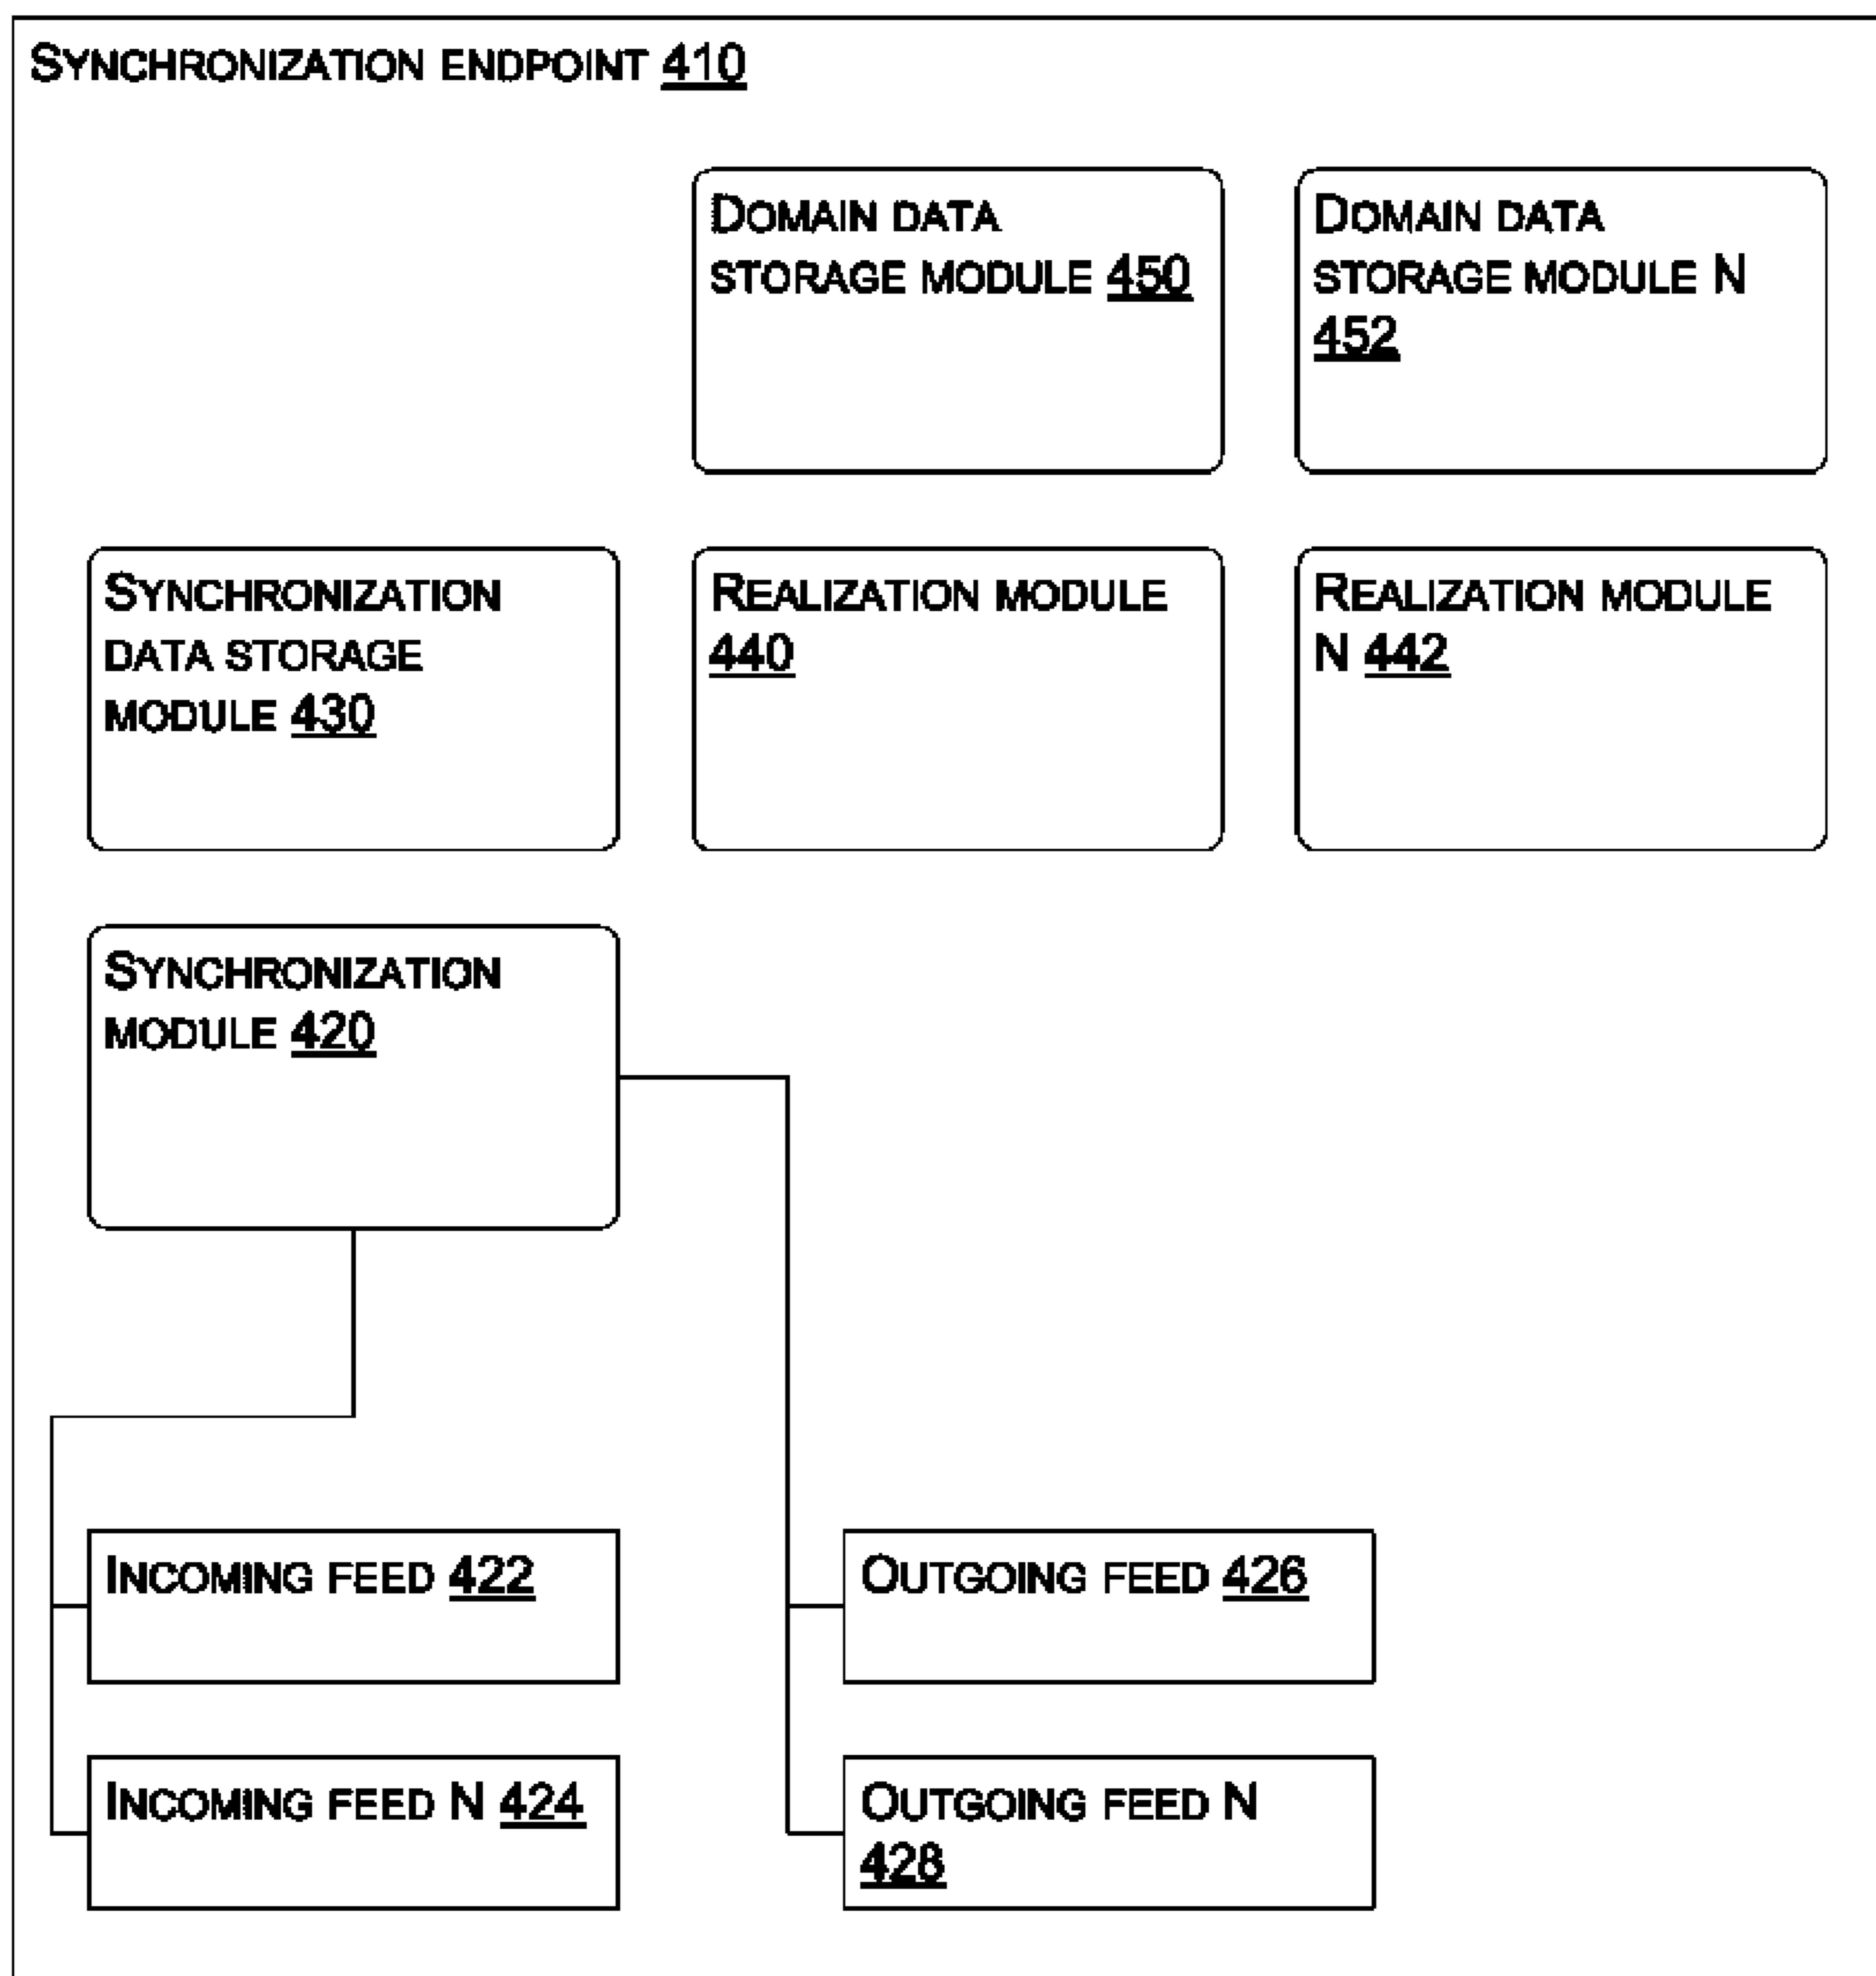 SYNCHRONIZATION ENDPOINT 410
DOMAIN DATA
STORAGE MODULE 450
DOMAIN DATA
STORAGE MODULE N
452
SYNCHRONIZATION
DATA STORAGE
MODULE 430
REALIZATION MODULE
440
REALIZATION MODULE
N 442
SYNCHRONIZATION
MODULE 420
INCOMING FEED 422
OUTGOING FEED 426
INCOMING FEED N 424
OUTGOING FEED N
428